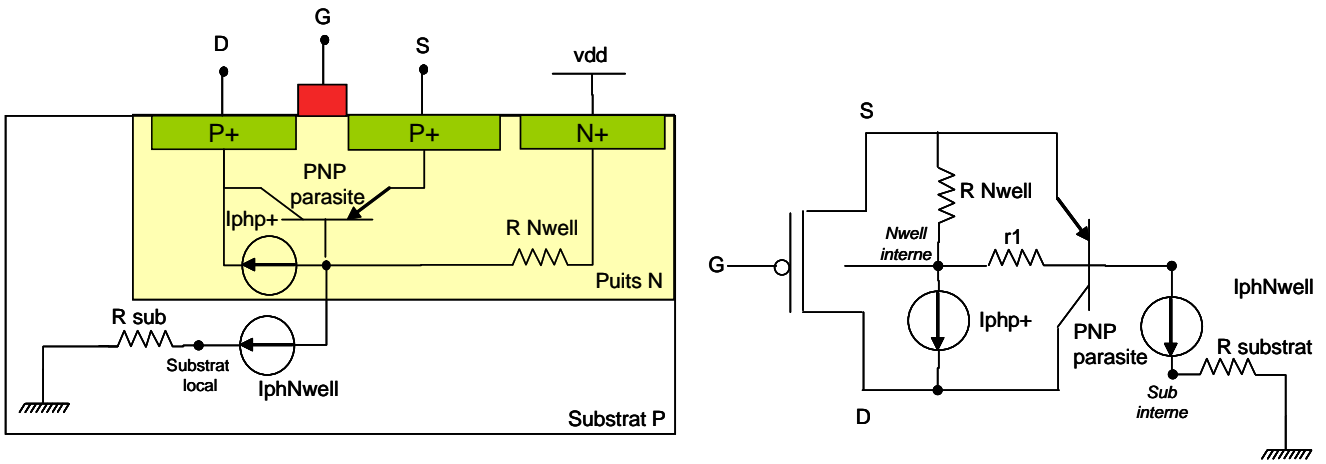 G
D
S
vdd
P+
P+
N+
PNP
parasite
Iphp+
R Nwell
Puits N
R sub
Substrat
local
IphNwell
Substrat P
S
R Nwell
Nwell
interne
r1
G
Iphp+
PNP
parasite
IphNwell
R substrat
Sub
interne
D